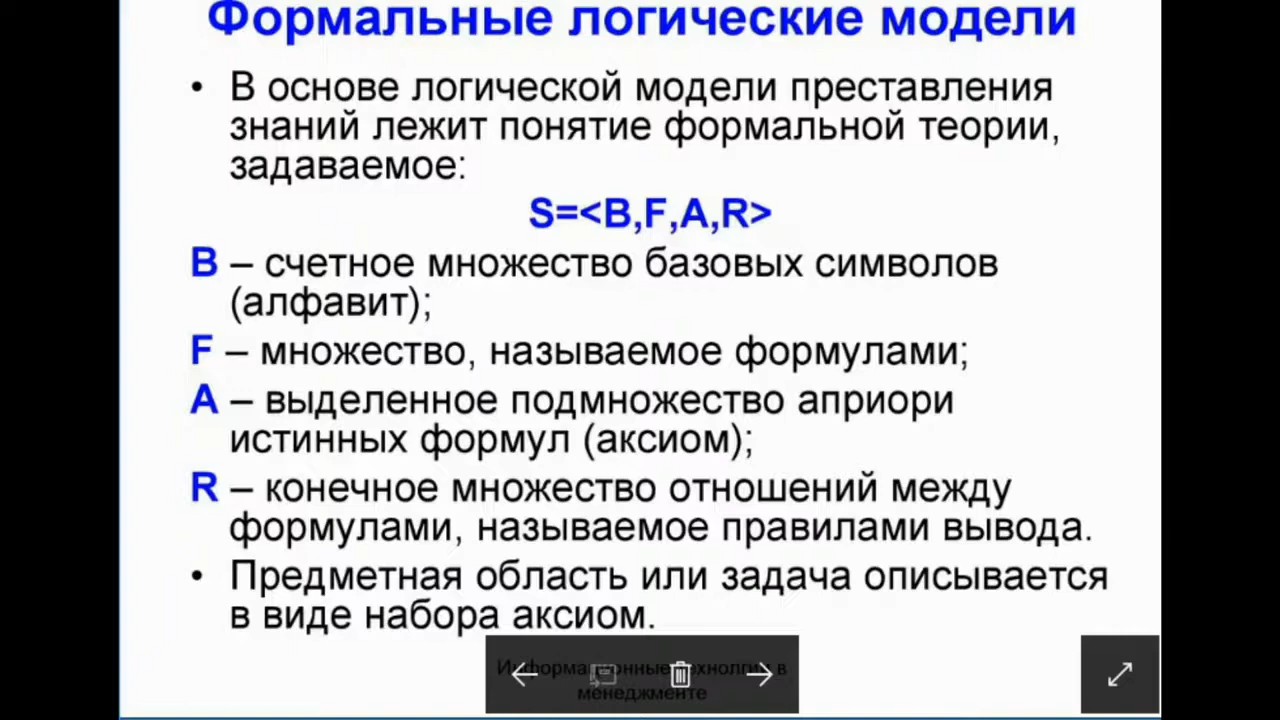 Формальные логические модели
• В основе логической модели преставления
знаний лежит понятие формальной теории,
задаваемое:
S=<B,F,A,R>
B – счетное множество базовых символов
(алфавит);
F – множество, называемое формулами;
A – выделенное подмножество априори
истинных формул (аксиом);
R – конечное множество отношений между
формулами, называемое правилами вывода.
• Предметная область или задача описывается
в виде набора аксиом.
Информационные технолгии в
менеджменте